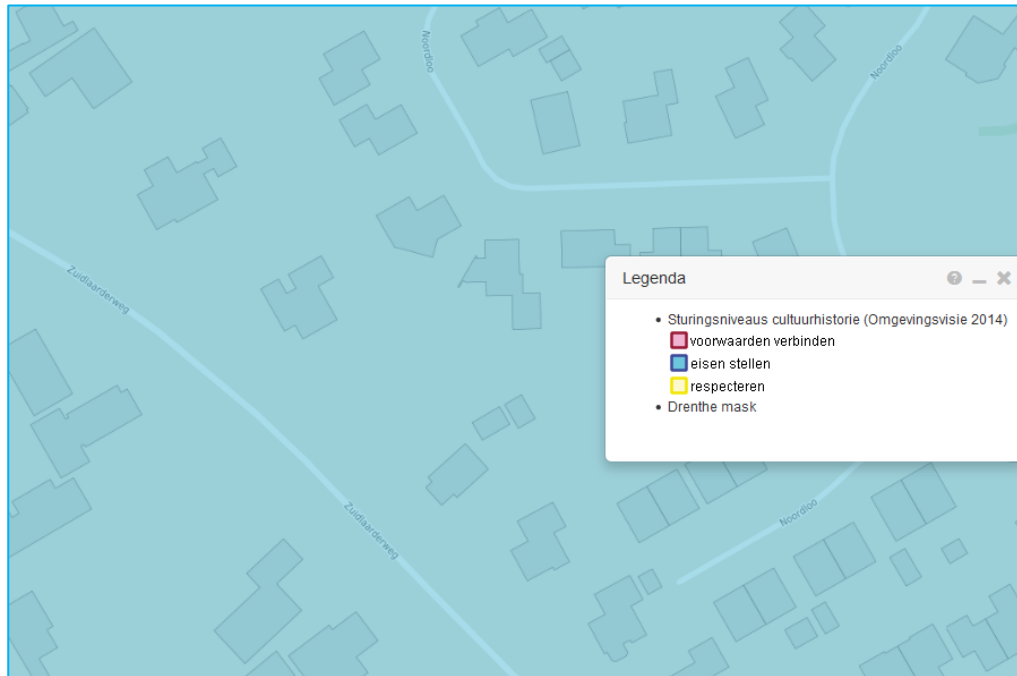 Noordloo
Noordloo
Zuidlaarderweg
Legenda
• Sturingsniveaus cultuurhistorie (Omgevingsvisie 2014)
voorwaarden verbinden
eisen stellen
respecteren
• Drenthe mask
Zuidlaarderweg
Noordloo